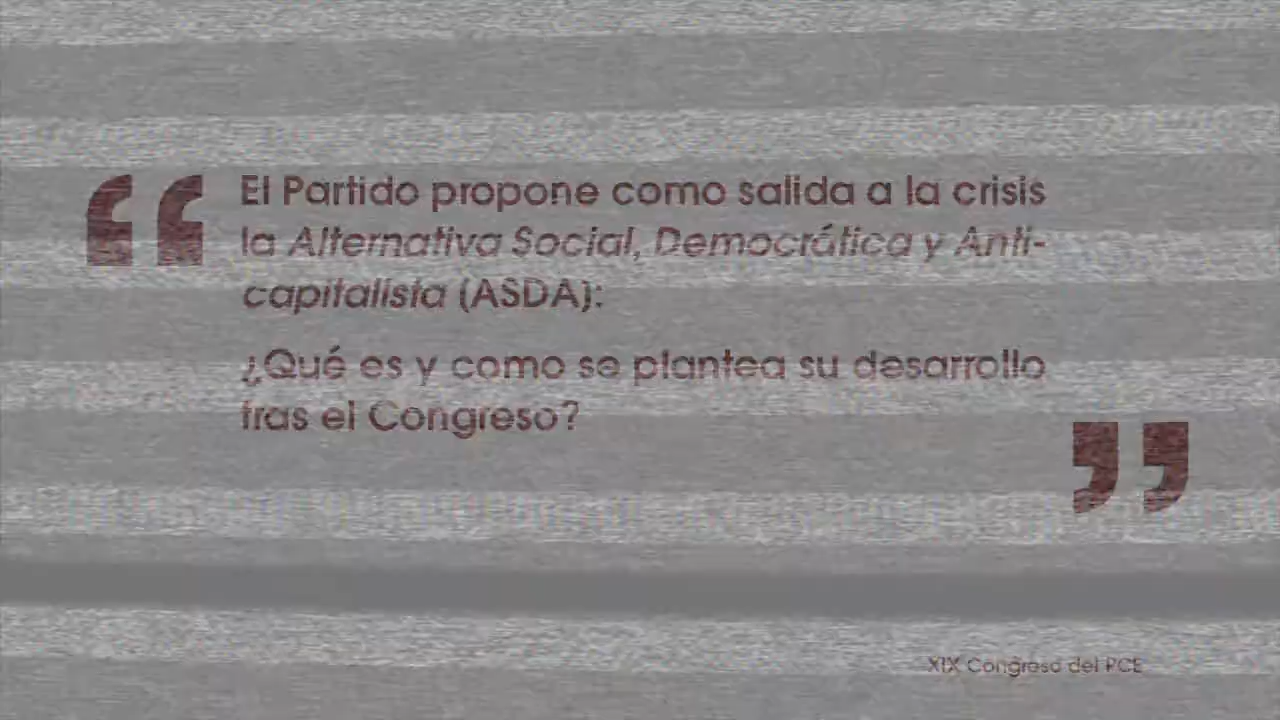 “ El Partido propone como salida a la crisis
la Alternativa Social, Democrática y Anti-
capitalista (ASDA):
¿Qué es y como se plantea su desarrollo
tras el Congreso? ”
XIX Congreso del PCE